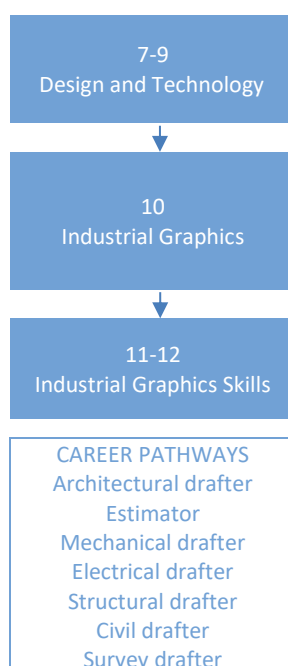 7-9
Design and Technology
10
Industrial Graphics
11-12
Industrial Graphics Skills
CAREER PATHWAYS
Architectural drafter
Estimator
Mechanical drafter
Electrical drafter
Structural drafter
Civil drafter
Survey drafter